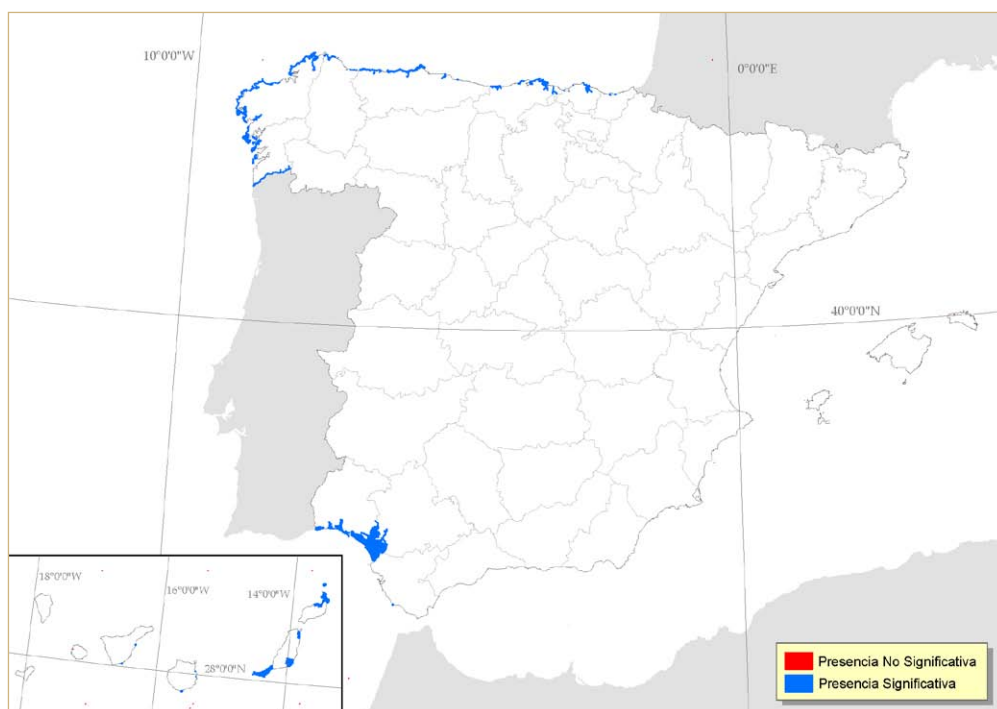 10°0'0"W
0°0'0"E
40°0'0"N
18°0'0"W
16°0'0"W
14°0'0"W
28°0'0"N
Presencia No Significativa
Presencia Significativa